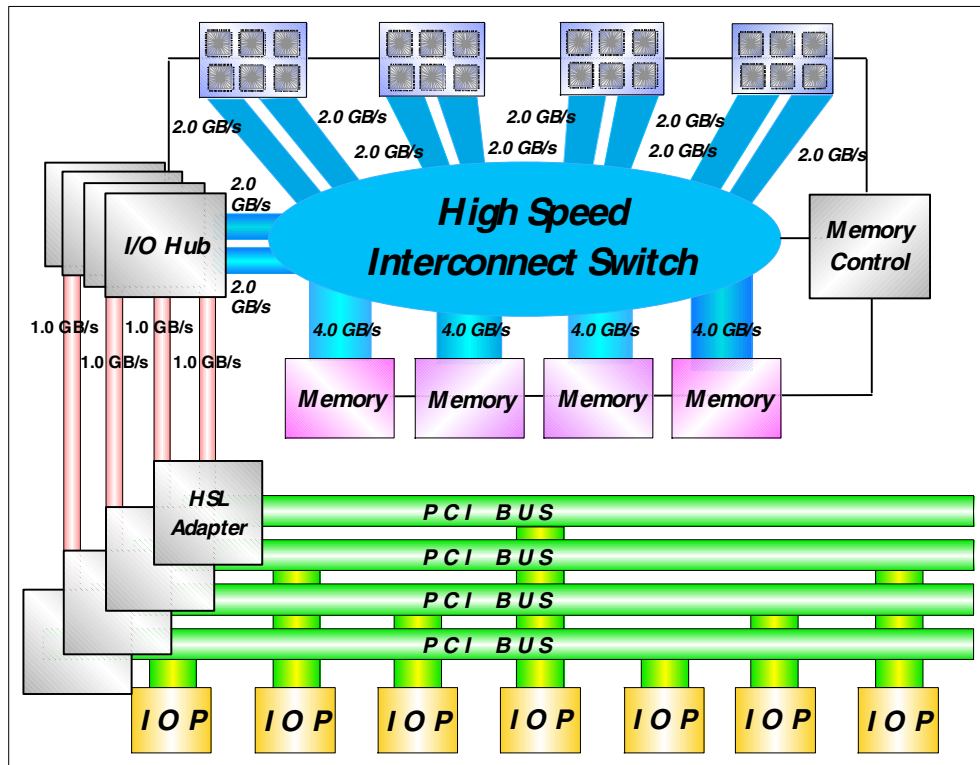 2.0 GB/s
2.0 GB/s
2.0 GB/s
2.0 GB/s
2.0 GB/s
2.0 GB/s
2.0 GB/s
2.0 GB/s
2.0
GB/s
I/O Hub
2.0
GB/s
High Speed
Interconnect Switch
Memory
Control
1.0 GB/s
1.0 GB/s
1.0 GB/s
1.0 GB/s
4.0 GB/s
4.0 GB/s
4.0 GB/s
4.0 GB/s
Memory
Memory
Memory
Memory
HSL
Adapter
PCI BUS
PCI BUS
PCI BUS
PCI BUS
IOP
IOP
IOP
IOP
IOP
IOP
IOP